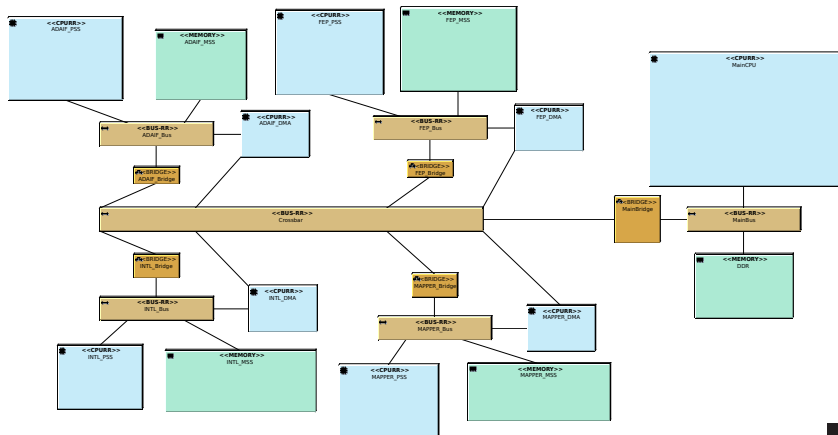 <<CPURR>>
ADAIF_PSS
<<MEMORY>>
ADAIF_MSS
<<CPURR>>
FEP_PSS
<<MEMORY>>
FEP_MSS
<<CPURR>>
MainCPU
<<BUS-RR>>
ADAIF_Bus
<<CPURR>>
ADAIF_DMA
<<BUS-RR>>
FEP_Bus
<<CPURR>>
FEP_DMA
<<BRIDGE>>
ADAIF_Bridge
<<BRIDGE>>
FEP_Bridge
<<BUS-RR>>
Crossbar
<<BRIDGE>>
MainBridge
<<BUS-RR>>
MainBus
<<BRIDGE>>
INTL_Bridge
<<CPURR>>
INTL_DMA
<<BRIDGE>>
MAPPER_Bridge
<<MEMORY>>
DDR
<<BUS-RR>>
INTL_Bus
<<BUS-RR>>
MAPPER_Bus
<<CPURR>>
MAPPER_DMA
<<CPURR>>
INTL_PSS
<<MEMORY>>
INTL_MSS
<<CPURR>>
MAPPER_PSS
<<MEMORY>>
MAPPER_MSS